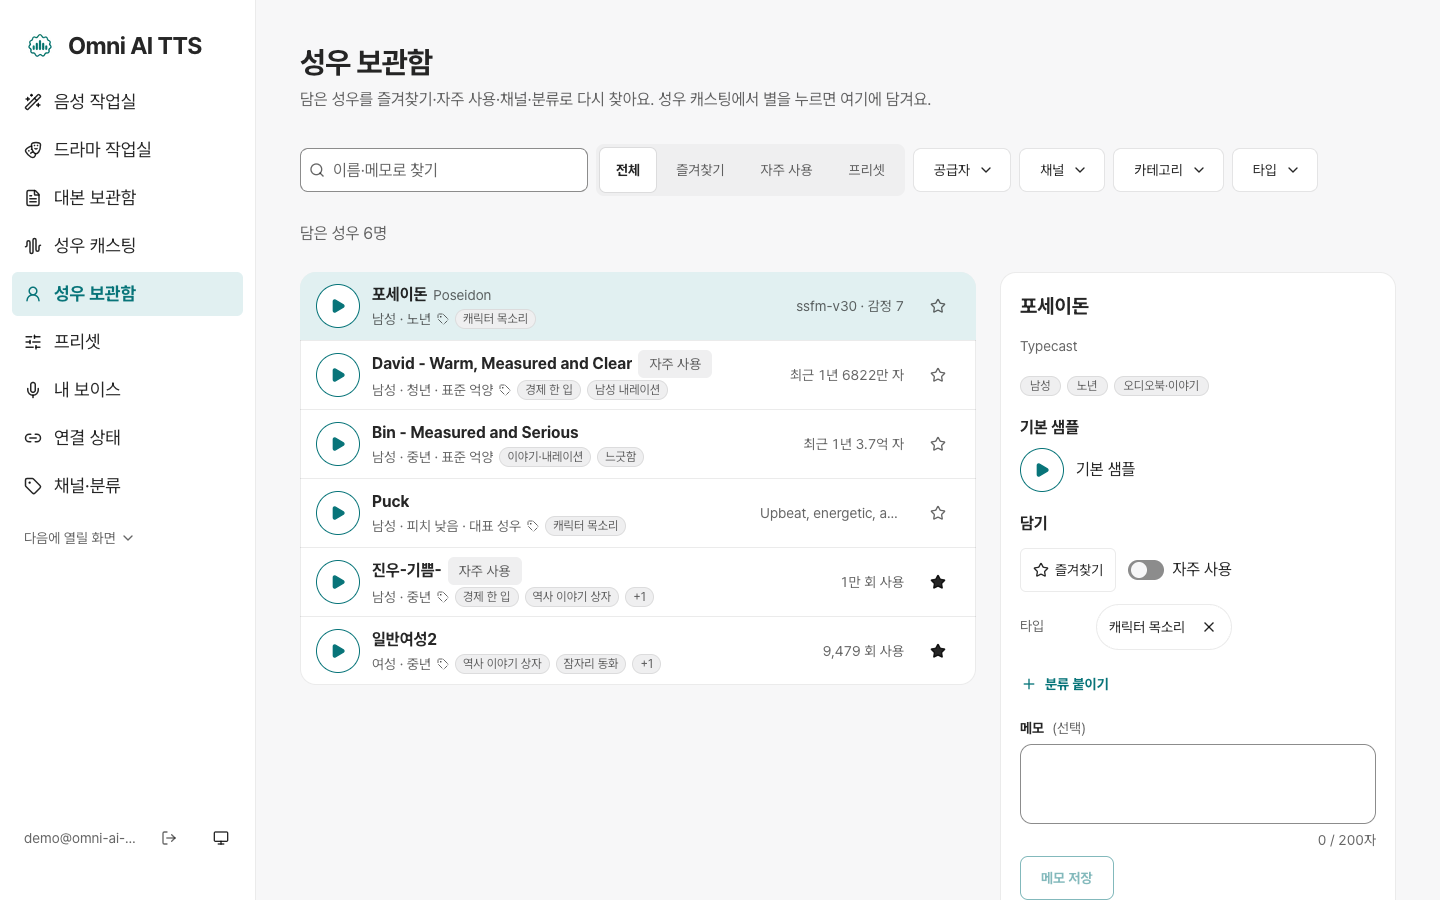 Omni AI TTS
음성 작업실
드라마 작업실
대본 보관함
성우 캐스팅
성우 보관함
프리셋
내 보이스
연결 상태
채널·분류
다음에 열릴 화면
demo@omni-ai-...
성우 보관함
담은 성우를 즐겨찾기·자주 사용·채널·분류로 다시 찾아요. 성우 캐스팅에서 별을 누르면 여기에 담겨요.
이름·메모로 찾기 전체 즐겨찾기 자주 사용 프리셋 공급자 채널 카테고리 타입
담은 성우 6명
포세이돈 Poseidon
남성 · 노년 캐릭터 목소리
ssfm-v30 · 감정 7
David - Warm, Measured and Clear 자주 사용
남성 · 청년 · 표준 억양 경제 한 입 남성 내레이션
최근 1년 6822만 자
Bin - Measured and Serious
남성 · 중년 · 표준 억양 이야기·내레이션 느긋함
최근 1년 3.7억 자
Puck
남성 · 피치 낮음 · 대표 성우 캐릭터 목소리
Upbeat, energetic, a...
진우-기쁨- 자주 사용
남성 · 중년 경제 한 입 역사 이야기 상자 +1
1만 회 사용
일반여성2
여성 · 중년 역사 이야기 상자 잠자리 동화 +1
9,479 회 사용
포세이돈
Typecast
남성 노년 오디오북·이야기
기본 샘플
기본 샘플
담기
즐겨찾기 자주 사용
타입 캐릭터 목소리
분류 붙이기
메모 (선택)
0 / 200자
메모 저장